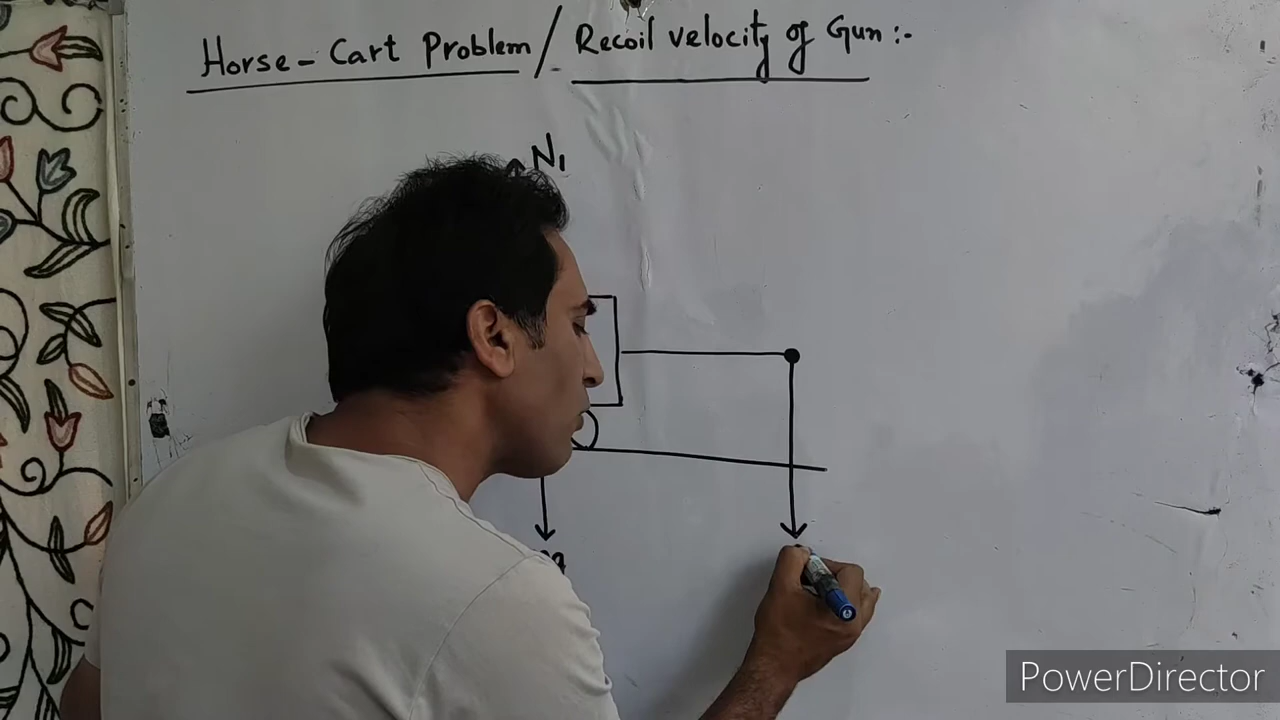 Horse - Cart Problem / Recoil velocity of Gun :-
N₁
PowerDirector